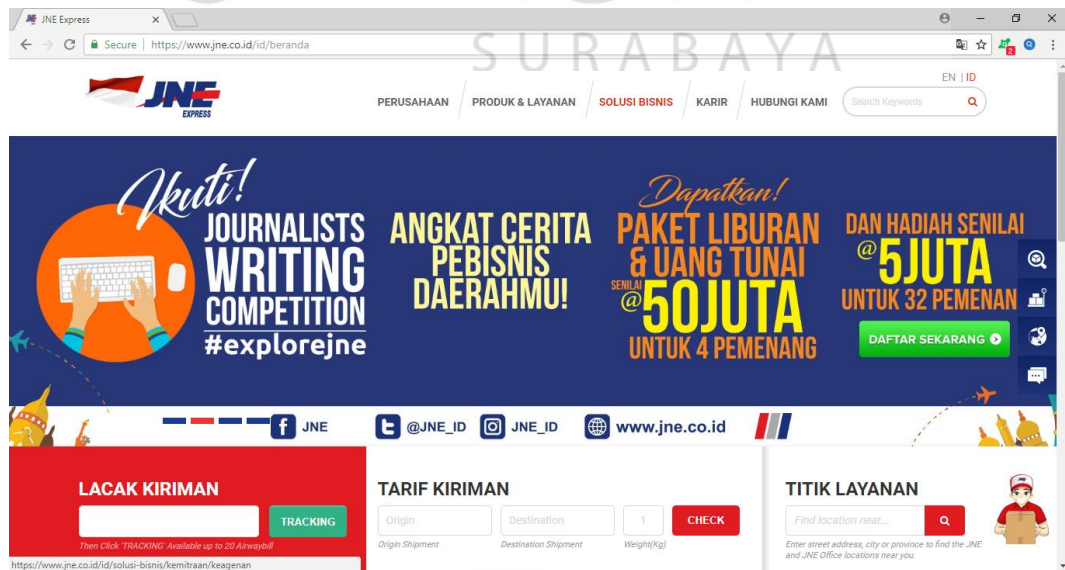 SURABAYA
JNE Express
Secure | https://www.jne.co.id/id/beranda
2
EN | ID
JNE
EXPRESS
PERUSAHAAN
PRODUK & LAYANAN
SOLUSI BISNIS
KARIR
HUBUNGI KAMI
Search Keywords
Ikuti!
JOURNALISTS
WRITING
COMPETITION
#explorejne
ANGKAT CERITA
PEBISNIS
DAERAHMU!
Dapatkan!
PAKET LIBURAN
& UANG TUNAI
SENILAI
@50JUTA
UNTUK 4 PEMENANG
DAN HADIAH SENILAI
@5JUTA
UNTUK 32 PEMENAN
DAFTAR SEKARANG
JNE
@JNE_ID
JNE_ID
www.jne.co.id
LACAK KIRIMAN
TRACKING
Then Click 'TRACKING' Available up to 20 Airwaybill
TARIF KIRIMAN
Origin
Destination
1
CHECK
Origin Shipment
Destination Shipment
Weight(Kg)
TITIK LAYANAN
Find location near...
Enter street address, city or province to find the JNE
and JNE Office locations near you.
https://www.jne.co.id/id/solusi-bisnis/kemitraan/keagenan